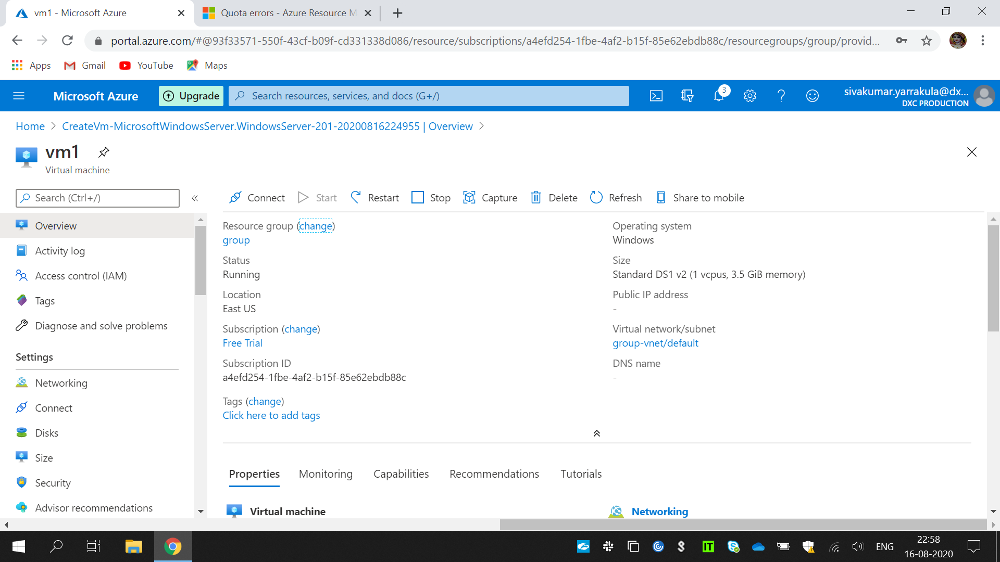 vm1 - Microsoft Azure
Quota errors - Azure Resource M
portal.azure.com/#@93f33571-550f-43cf-b09f-cd331338d086/resource/subscriptions/a4efd254-1fbe-4af2-b15f-85e62ebdb88c/resourcegroups/group/provid...
Apps
Gmail
YouTube
Maps
Microsoft Azure
Upgrade
Search resources, services, and docs (G+/)
3
sivakumar.yarrakula@dx...
DXC PRODUCTION
Home > CreateVm-MicrosoftWindowsServer.WindowsServer-201-20200816224955 | Overview >
vm1
Virtual machine
Search (Ctrl+/)
«
Connect
Start
Restart
Stop
Capture
Delete
Refresh
Share to mobile
Overview
Activity log
Access control (IAM)
Tags
Diagnose and solve problems
Settings
Networking
Connect
Disks
Size
Security
Advisor recommendations
Resource group (change)
group
Status
Running
Location
East US
Subscription (change)
Free Trial
Subscription ID
a4efd254-1fbe-4af2-b15f-85e62ebdb88c
Tags (change)
Click here to add tags
Operating system
Windows
Size
Standard DS1 v2 (1 vcpus, 3.5 GiB memory)
Public IP address
-
Virtual network/subnet
group-vnet/default
DNS name
-
Properties
Monitoring
Capabilities
Recommendations
Tutorials
Virtual machine
Networking
IT
ENG
22:58
16-08-2020